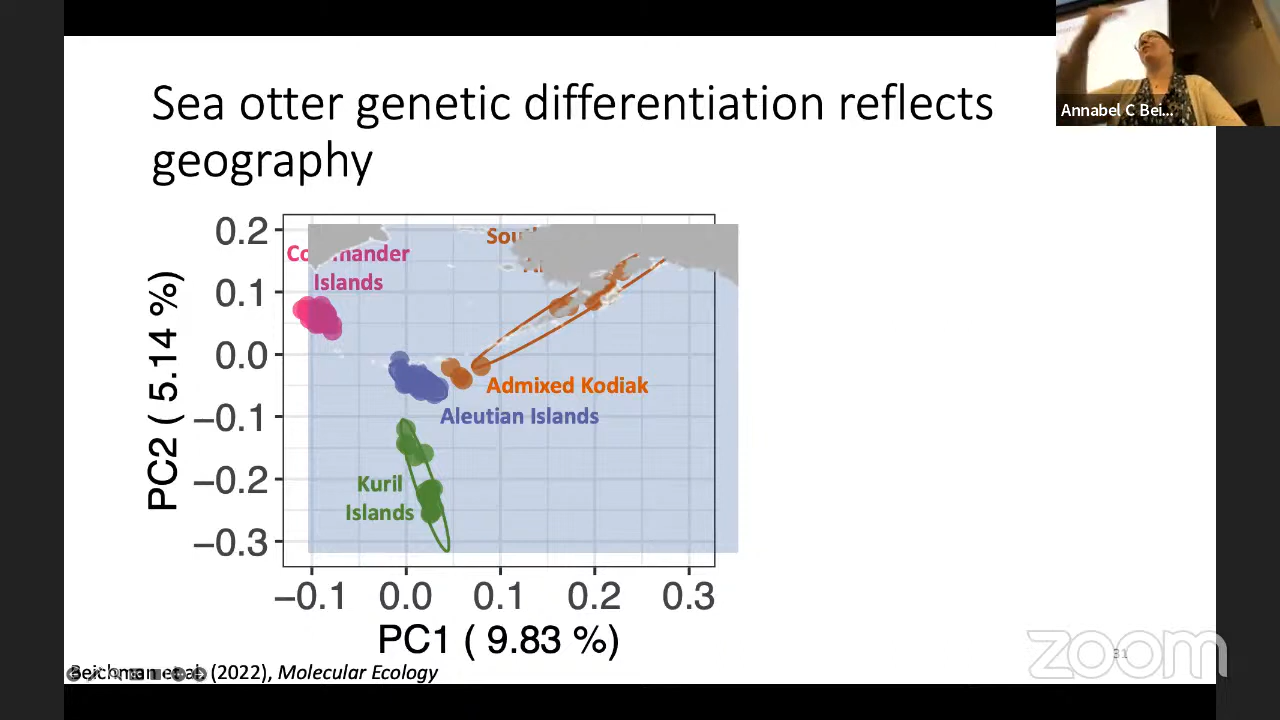 Sea otter genetic differentiation reflects
geography
Annabel C Bei...
PC2 ( 5.14 %)
0.2
0.1
0.0
−0.1
−0.2
−0.3
Islands
Admixed Kodiak
Aleutian Islands
Kuril
Islands
−0.1 0.0 0.1 0.2 0.3
PC1 ( 9.83 %)
(2022), Molecular Ecology
31
zoom